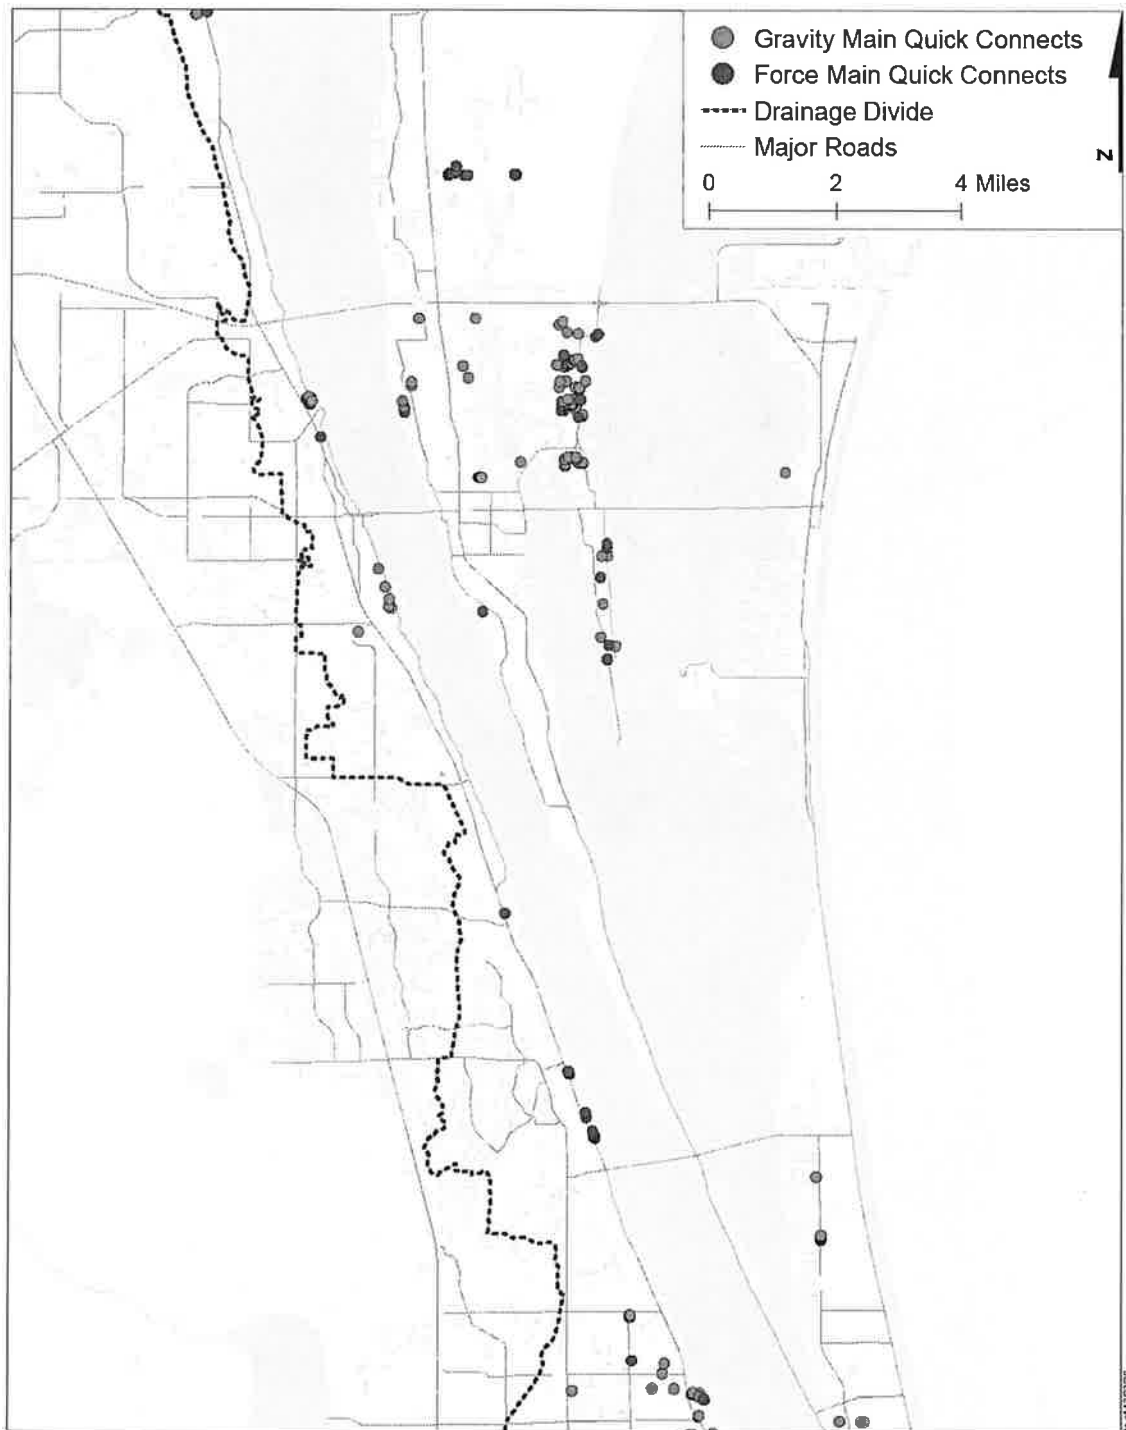 Gravity Main Quick Connects
Force Main Quick Connects
Drainage Divide
Major Roads
0 2 4 Miles
N